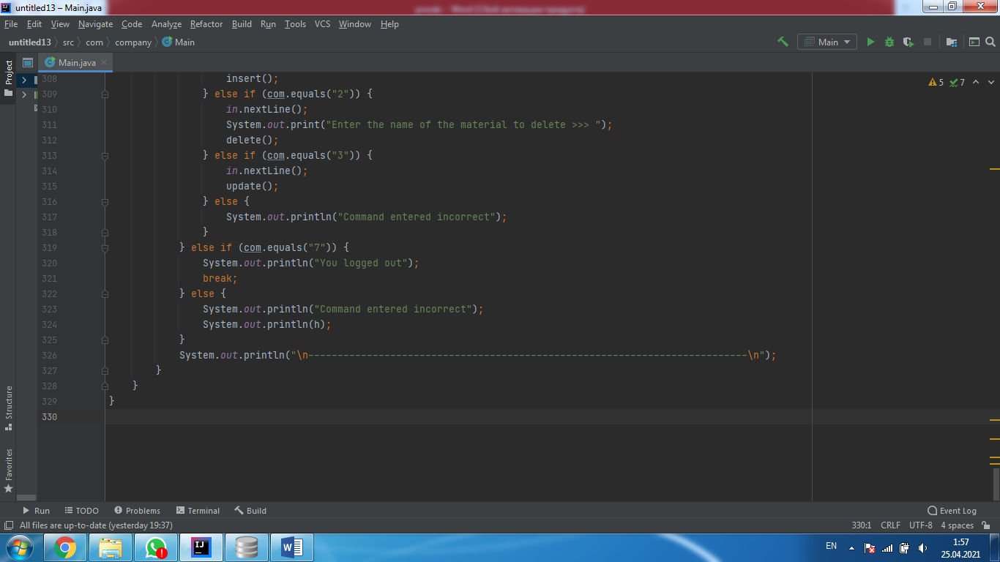 untitled13 – Main.java
File Edit View Navigate Code Analyze Refactor Build Run Tools VCS Window Help
untitled13 src com company Main Main
Project
Main.java
308 insert();
5 7
309 } else if (com.equals("2")) {
310 in.nextLine();
311 System.out.print("Enter the name of the material to delete >>> ");
312 delete();
313 } else if (com.equals("3")) {
314 in.nextLine();
315 update();
316 } else {
317 System.out.println("Command entered incorrect");
318 }
319 } else if (com.equals("7")) {
320 System.out.println("You logged out");
321 break;
322 } else {
323 System.out.println("Command entered incorrect");
324 System.out.println(h);
325 }
326 System.out.println("\n---------------------------------------------------------------------------\n");
327 }
328 }
329 }
330
Structure
Favorites
Run TODO Problems Terminal Build Event Log
All files are up-to-date (yesterday 19:37) 330:1 CRLF UTF-8 4 spaces
EN 1:57
25.04.2021